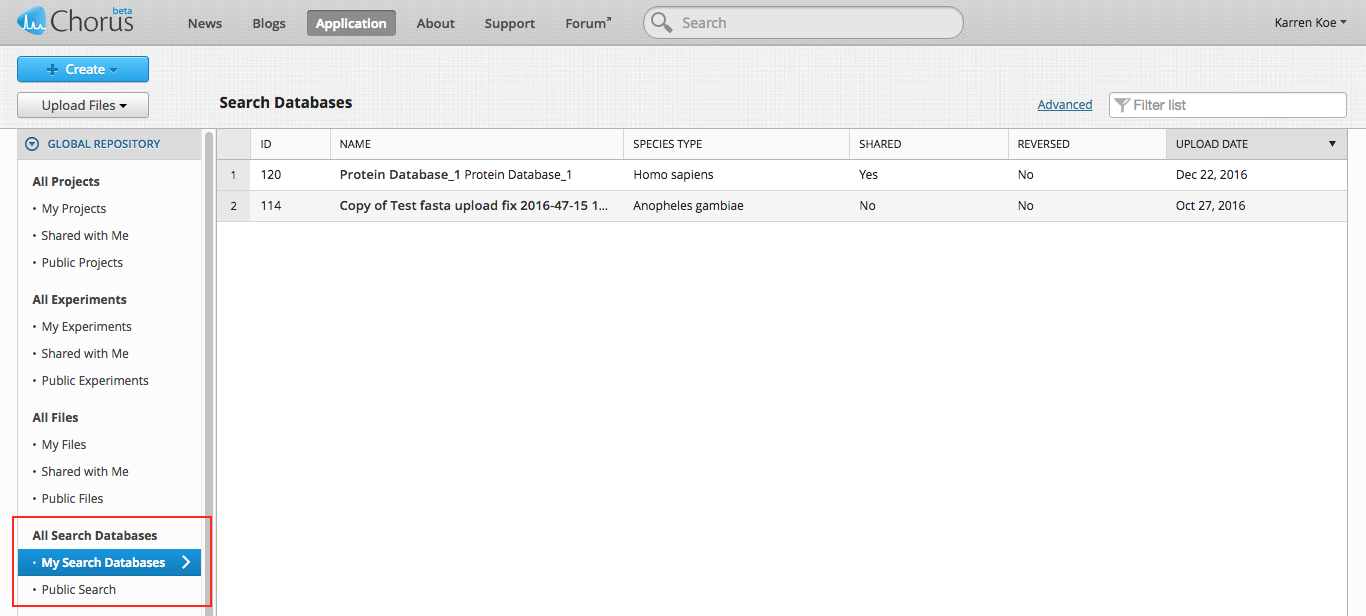 Chorus beta News Blogs Application About Support Forum↗ Search Karren Koe
+ Create
Upload Files
Search Databases Advanced Filter list
GLOBAL REPOSITORY
ID NAME SPECIES TYPE SHARED REVERSED UPLOAD DATE
1 120 Protein Database_1 Protein Database_1 Homo sapiens Yes No Dec 22, 2016
2 114 Copy of Test fasta upload fix 2016-47-15 1... Anopheles gambiae No No Oct 27, 2016
All Projects
· My Projects
· Shared with Me
· Public Projects
All Experiments
· My Experiments
· Shared with Me
· Public Experiments
All Files
· My Files
· Shared with Me
· Public Files
All Search Databases
· My Search Databases
· Public Search